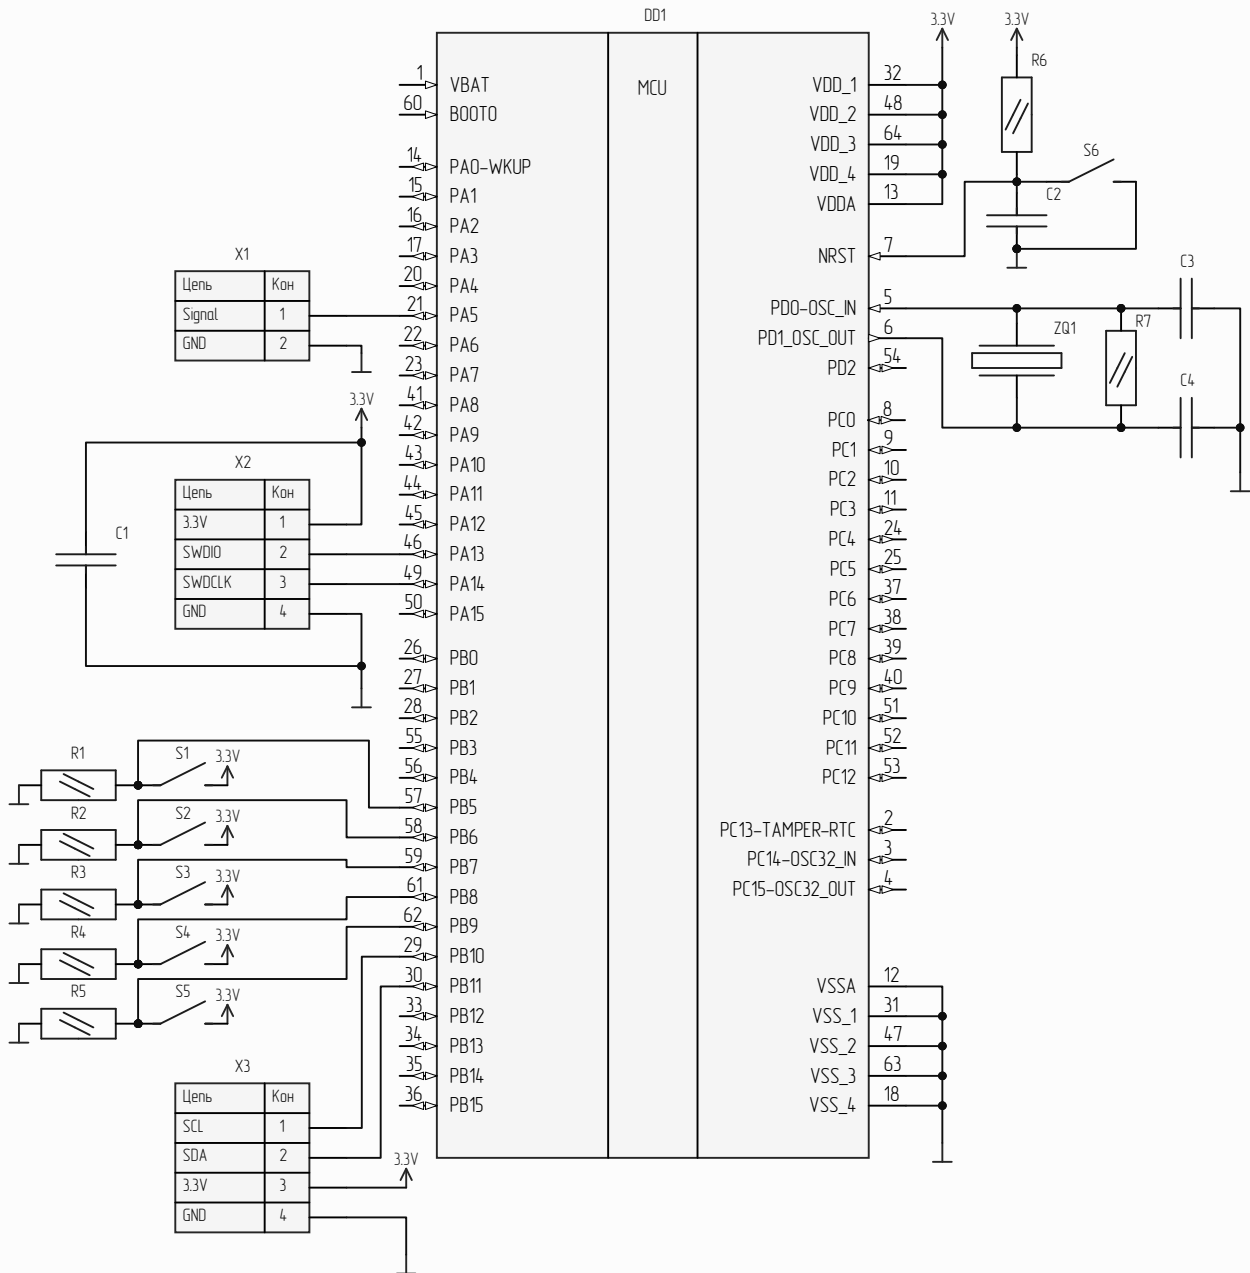 DD1
MCU
1 VBAT
60 BOOT0
14 PA0-WKUP
15 PA1
16 PA2
17 PA3
20 PA4
21 PA5
22 PA6
23 PA7
41 PA8
42 PA9
43 PA10
44 PA11
45 PA12
46 PA13
49 PA14
50 PA15
26 PB0
27 PB1
28 PB2
55 PB3
56 PB4
57 PB5
58 PB6
59 PB7
61 PB8
62 PB9
29 PB10
30 PB11
33 PB12
34 PB13
35 PB14
36 PB15
VDD_1 32
VDD_2 48
VDD_3 64
VDD_4 19
VDDA 13
NRST 7
PD0-OSC_IN 5
PD1_OSC_OUT 6
PD2 54
PC0 8
PC1 9
PC2 10
PC3 11
PC4 24
PC5 25
PC6 37
PC7 38
PC8 39
PC9 40
PC10 51
PC11 52
PC12 53
PC13-TAMPER-RTC 2
PC14-OSC32_IN 3
PC15-OSC32_OUT 4
VSSA 12
VSS_1 31
VSS_2 47
VSS_3 63
VSS_4 18
3.3V
3.3V
R6
S6
C2
C3
ZQ1
R7
C4
X1
Цепь Кон
Signal 1
GND 2
3.3V
X2
Цепь Кон
3.3V 1
SWDIO 2
SWDCLK 3
GND 4
C1
R1 S1 3.3V
R2 S2 3.3V
R3 S3 3.3V
R4 S4 3.3V
R5 S5 3.3V
X3
Цепь Кон
SCL 1
SDA 2
3.3V 3
GND 4
3.3V